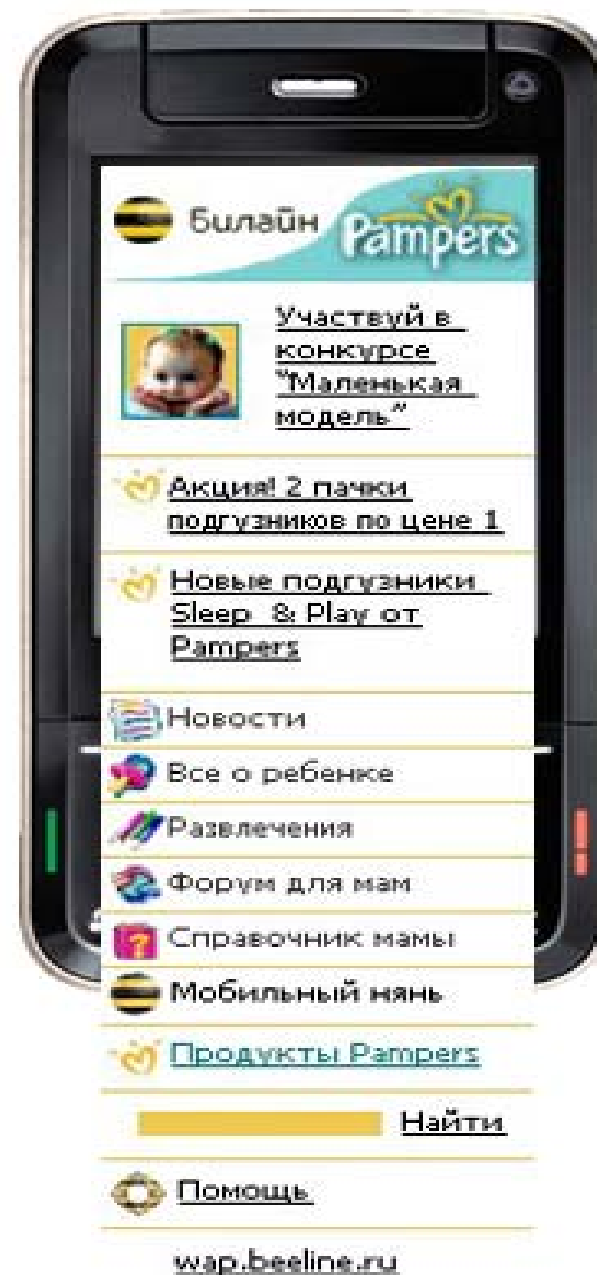 билайн Pampers
Участвуй в
конкурсе
"Маленькая
модель"
Акция! 2 пачки
подгузников по цене 1
Новые подгузники
Sleep & Play от
Pampers
Новости
Все о ребенке
Развлечения
Форум для мам
? Справочник мамы
Мобильный нянь
Продукты Pampers
Найти
Помощь
wap.beeline.ru